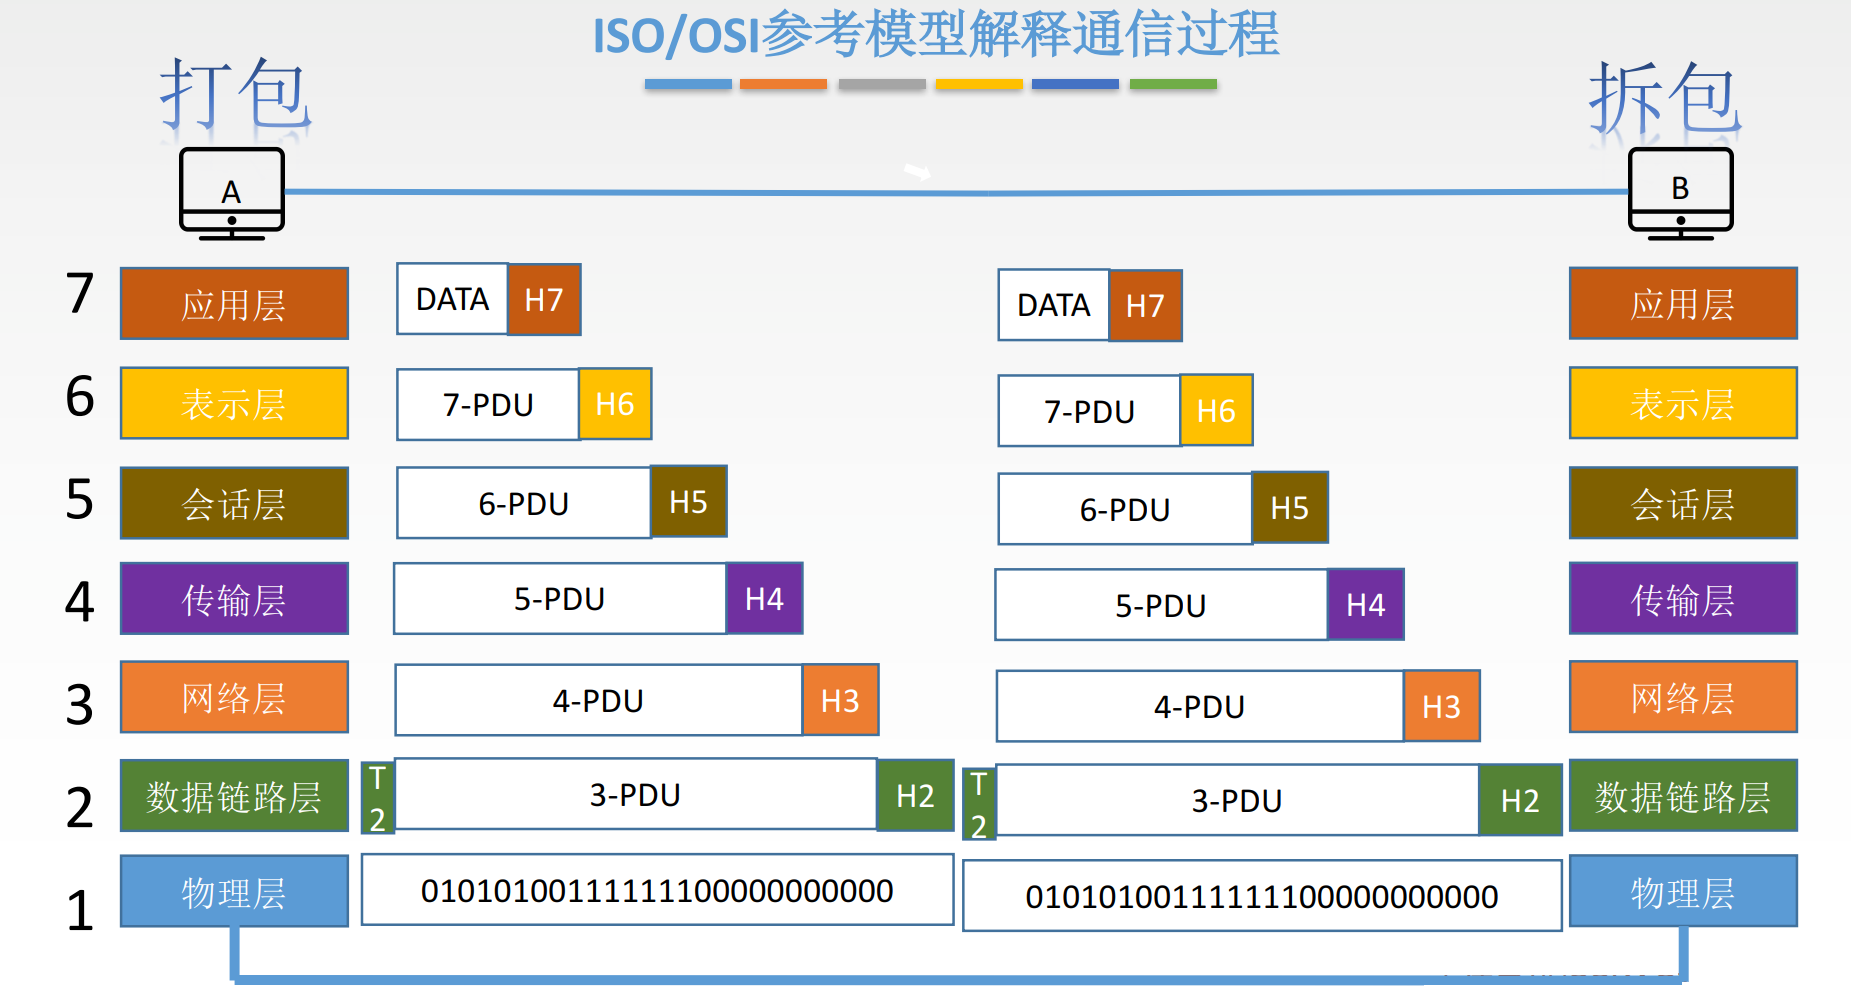 ISO/OSI参考模型解释通信过程
打包
拆包
A
B
7 应用层 DATA H7 DATA H7 应用层
6 表示层 7-PDU H6 7-PDU H6 表示层
5 会话层 6-PDU H5 6-PDU H5 会话层
4 传输层 5-PDU H4 5-PDU H4 传输层
3 网络层 4-PDU H3 4-PDU H3 网络层
2 数据链路层 T2 3-PDU H2 T2 3-PDU H2 数据链路层
1 物理层 010101001111111100000000000 010101001111111100000000000 物理层